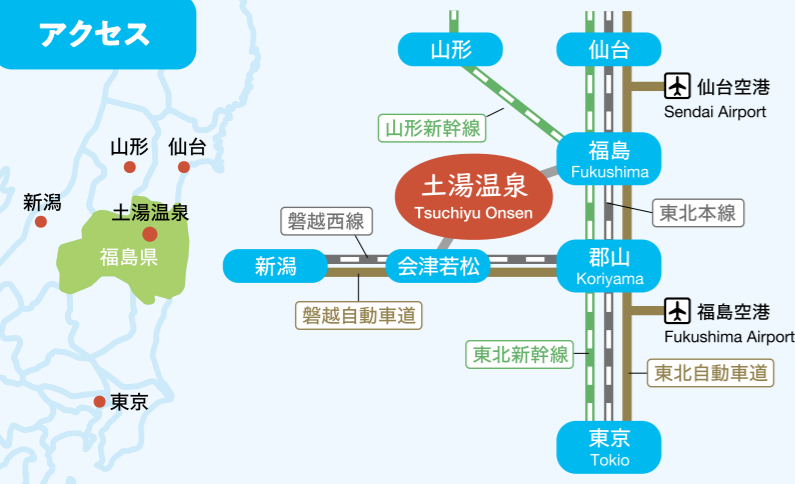 アクセス
山形
仙台
新潟
土湯温泉
福島県
東京
山形
仙台
仙台空港
Sendai Airport
山形新幹線
福島
Fukushima
土湯温泉
Tsuchiyu Onsen
東北本線
磐越西線
新潟
会津若松
郡山
Koriyama
磐越自動車道
福島空港
Fukushima Airport
東北新幹線
東北自動車道
東京
Tokio